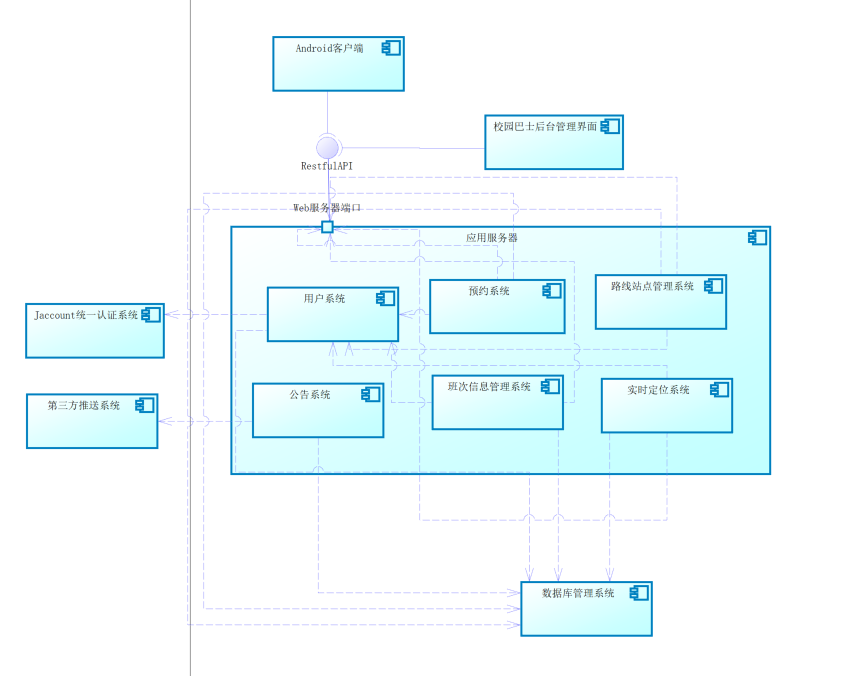 Android客户端
校园巴士后台管理界面
RestfulAPI
Web服务器端口
应用服务器
用户系统
预约系统
路线站点管理系统
Jaccount统一认证系统
公告系统
班次信息管理系统
实时定位系统
第三方推送系统
数据库管理系统